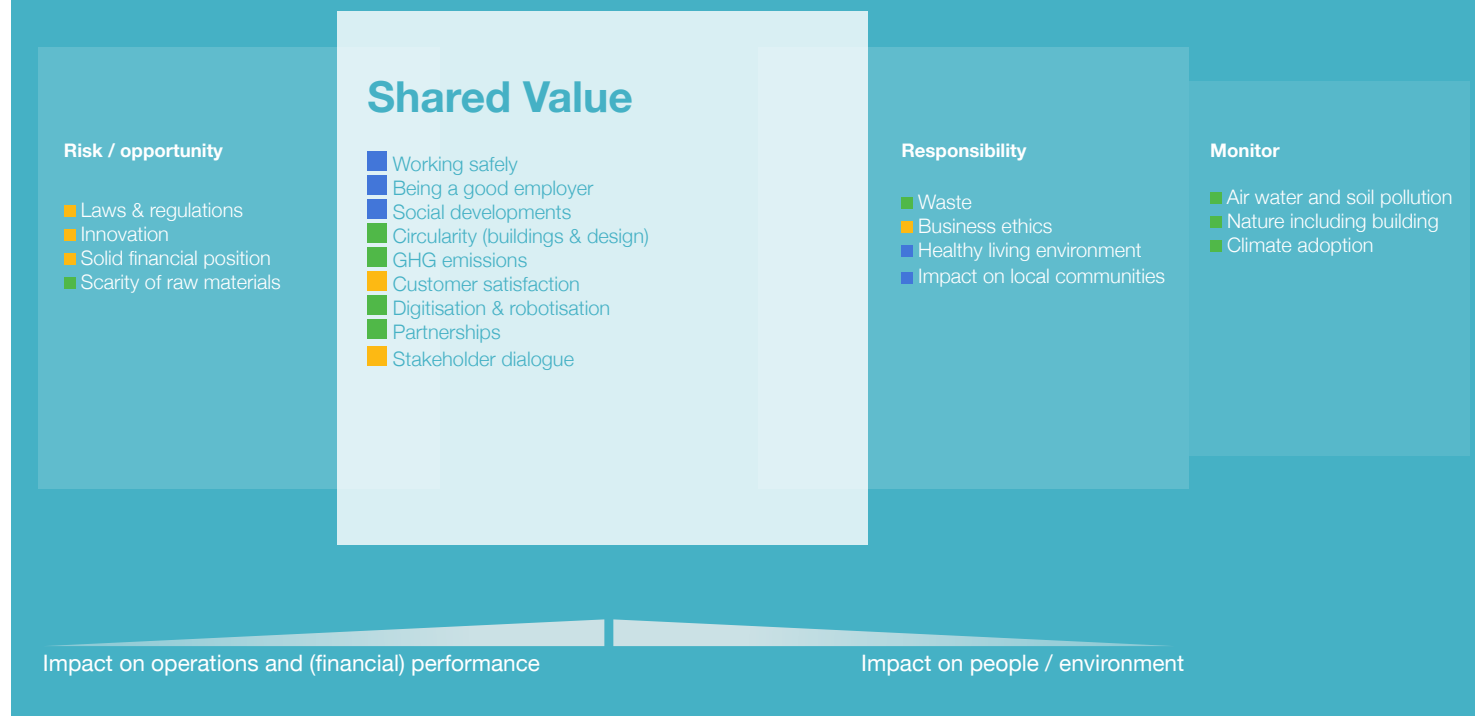 Shared Value
Risk / opportunity
Laws & regulations
Innovation
Solid financial position
Scarity of raw materials
Working safely
Being a good employer
Social developments
Circularity (buildings & design)
GHG emissions
Customer satisfaction
Digitisation & robotisation
Partnerships
Stakeholder dialogue
Responsibility
Waste
Business ethics
Healthy living environment
Impact on local communities
Monitor
Air water and soil pollution
Nature including building
Climate adoption
Impact on operations and (financial) performance
Impact on people / environment